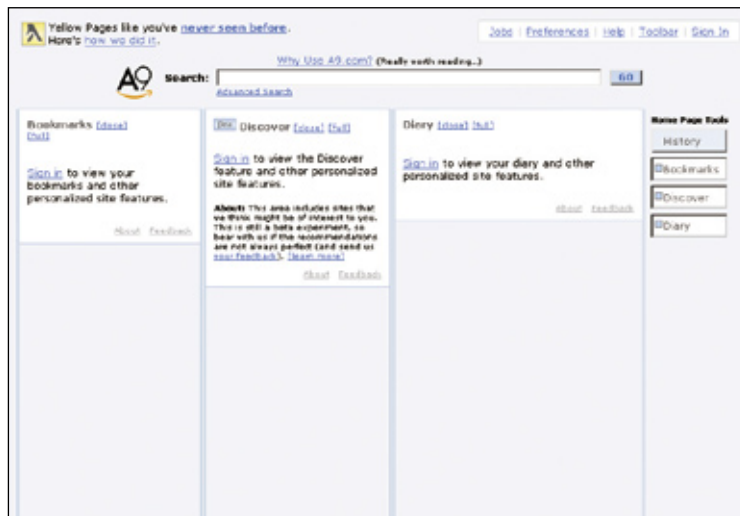 Yellow Pages like you've never seen before.
Here's how we did it.
Jobs | Preferences | Help | Toolbar | Sign In
Why Use A9.com? (Really worth reading..)
A9 Search: GO
Advanced Search
Bookmarks [close]
[full]
Sign in to view your
bookmarks and other
personalized site features.
About Feedback
Discover [close] [full]
Sign in to view the Discover
feature and other personalized
site features.
About: This area includes sites that
we think might be of interest to you.
This is still a beta experiment, so
bear with us if the recommendations
are not always perfect (and send us
your feedback). [learn more]
About Feedback
Diary [close] [full]
Sign in to view your diary and other
personalized site features.
About Feedback
Home Page Tools
History
Bookmarks
Discover
Diary